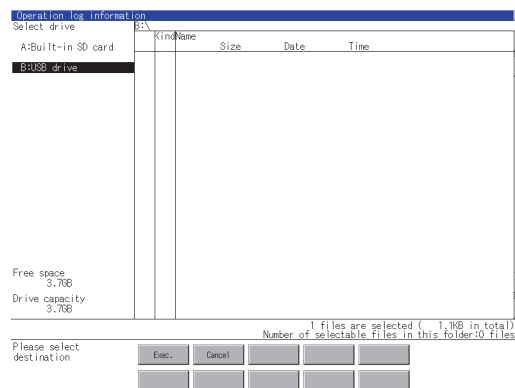 Operation log information
Select drive
B:\
Kind Name
Size Date Time
A:Built-in SD card
B:USB drive
Free space
3.7GB
Drive capacity
3.7GB
1 files are selected ( 1.1KB in total)
Number of selectable files in this folder:0 files
Please select
destination
Exec.
Cancel